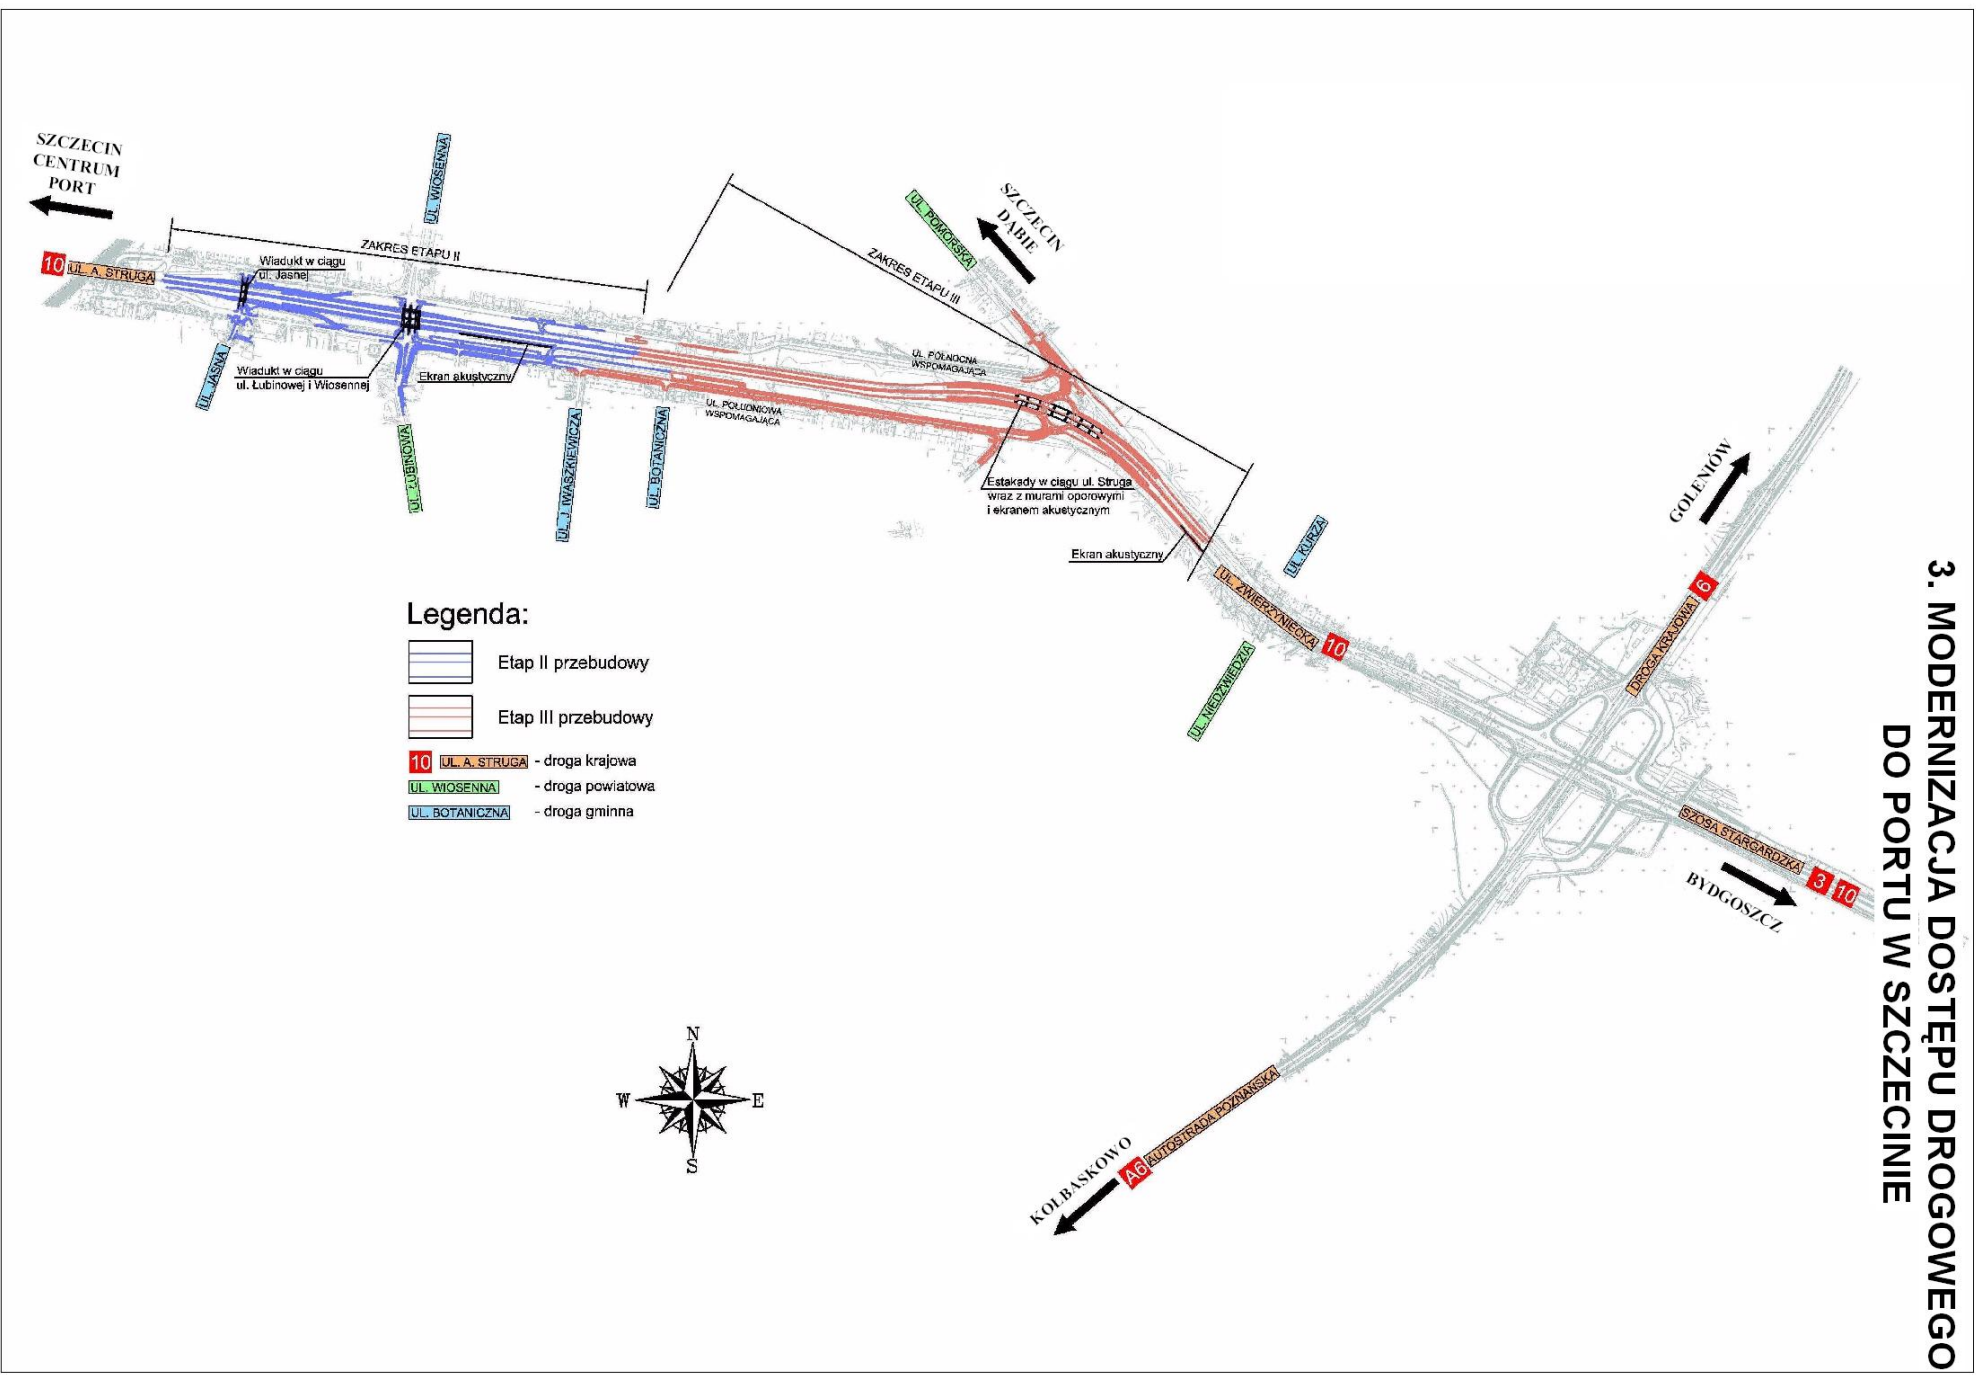 3. MODERNIZACJA DOSTĘPU DROGOWEGO
DO PORTU W SZCZECINIE
SZCZECIN
CENTRUM
PORT
10 UL. A. STRUGA
ZAKRES ETAPU II
Wiadukt w ciągu
ul. Jasnej
UL. WIOSENNA
UL. JASNA
Wiadukt w ciągu
ul. Łubinowej i Wiosennej
UL. ŁUBINOWA
Ekran akustyczny
UL. J. IWASZKIEWICZA
UL. BOTANICZNA
UL. POŁUDNIOWA
WSPOMAGAJĄCA
UL. PÓŁNOCNA
WSPOMAGAJĄCA
ZAKRES ETAPU III
UL. POMORSKA
SZCZECIN
DĄBIE
Estakady w ciągu ul. Struga
wraz z murami oporowymi
i ekranem akustycznym
Ekran akustyczny
UL. ZWIERZYNIECKA 10
UL. KURZA
UL. NIEDŹWIEDZIA
GOLENIÓW
DROGA KRAJOWA 6
SZOSA STARGARDZKA 3 10
BYDGOSZCZ
AUTOSTRADA POZNAŃSKA
A6
KOŁBASKOWO
Legenda:
Etap II przebudowy
Etap III przebudowy
10 UL. A. STRUGA - droga krajowa
UL. WIOSENNA - droga powiatowa
UL. BOTANICZNA - droga gminna
N
W E
S